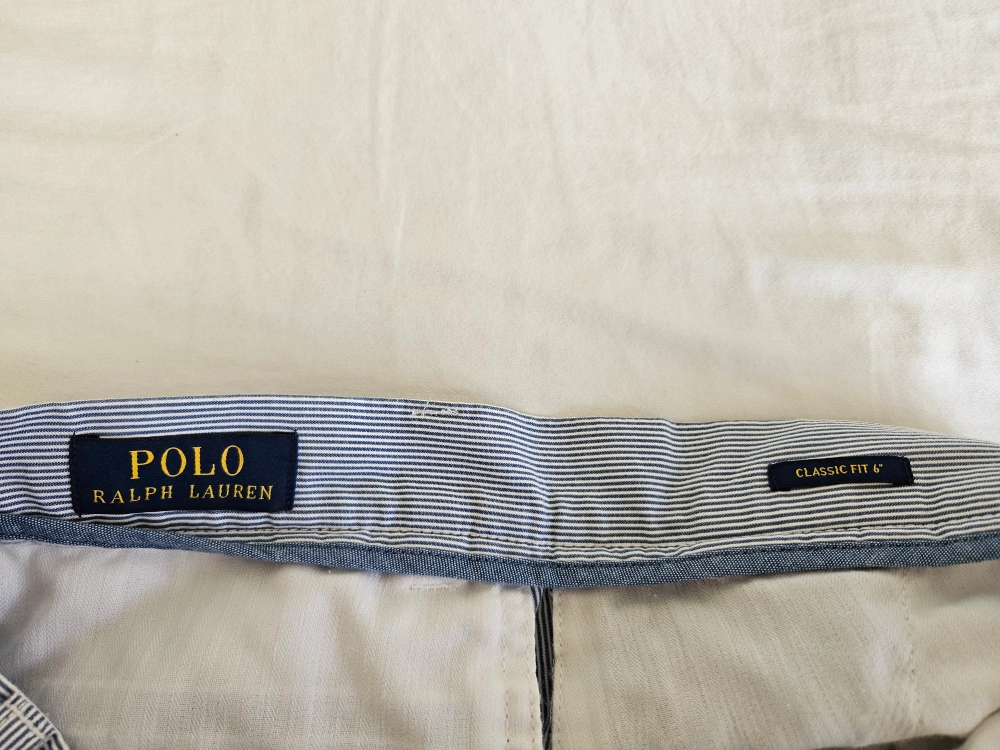 POLO
RALPH LAUREN
CLASSIC FIT 6"